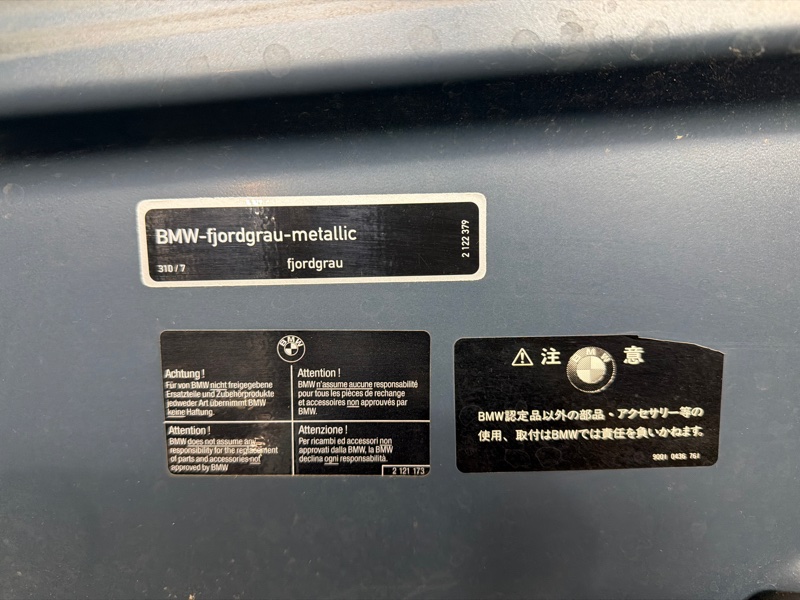 BMW-fjordgrau-metallic
310/7
fjordgrau
2 122 379
BMW
Achtung!
Für von BMW nicht freigegebene
Ersatzteile und Zubehörprodukte
jedweder Art übernimmt BMW
keine Haftung.
Attention!
BMW n'assume aucune responsabilité
pour tous les pièces de rechange
et accessoires non approuvés par
BMW.
Attention!
BMW does not assume any
responsibility for the replacment
of parts and accessories not
approved by BMW
Attenzione!
Per ricambi ed accessori non
approvati dalla BMW, la BMW
declina ogni responsabilità.
2 121 173
注 BMW 意
BMW認定品以外の部品・アクセサリー等の
使用、取付はBMWでは責任を負いかねます。
9001 0436 761